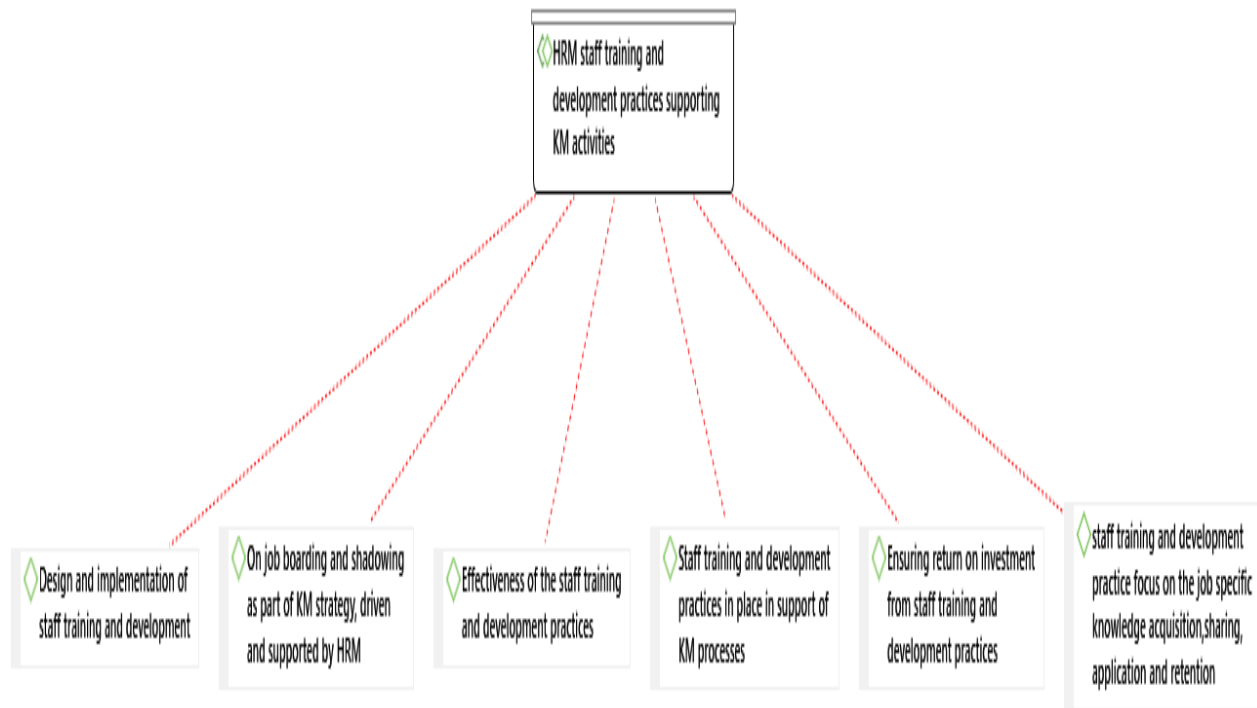 HRM staff training and
development practices supporting
KM activities
Design and implementation of
staff training and development
On job boarding and shadowing
as part of KM strategy, driven
and supported by HRM
Effectiveness of the staff training
and development practices
Staff training and development
practices in place in support of
KM processes
Ensuring return on investment
from staff training and
development practices
staff training and development
practice focus on the job specific
knowledge acquisition,sharing,
application and retention